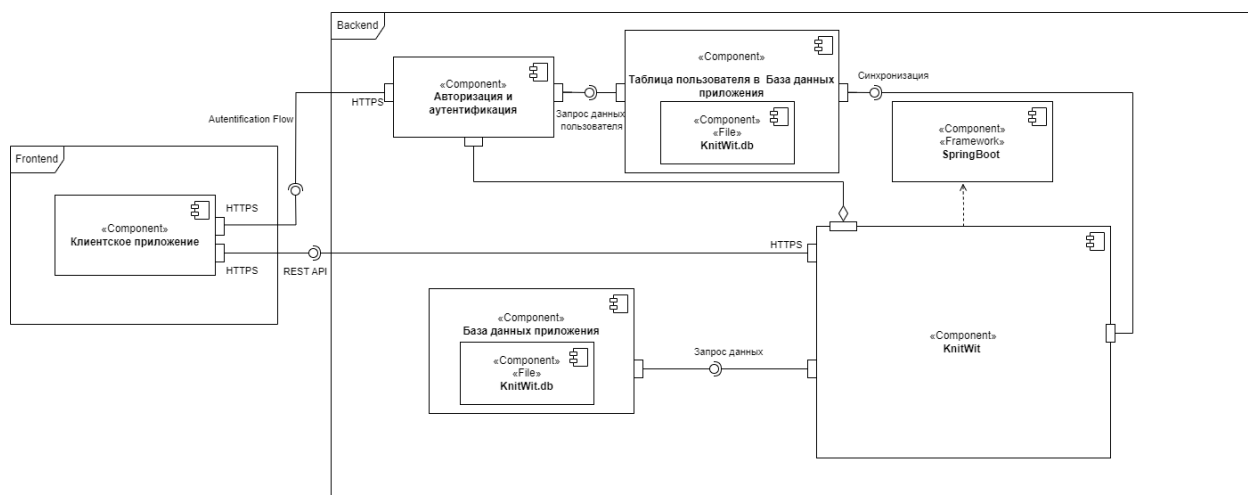 Backend
«Component»
Авторизация и
аутентификация
HTTPS
Autentification Flow
Запрос данных
пользователя
«Component»
Таблица пользователя в База данных
приложения
«Component»
«File»
KnitWit.db
Синхронизация
«Component»
«Framework»
SpringBoot
Frontend
«Component»
Клиентское приложение
HTTPS
HTTPS
REST API
HTTPS
«Component»
База данных приложения
«Component»
«File»
KnitWit.db
Запрос данных
«Component»
KnitWit